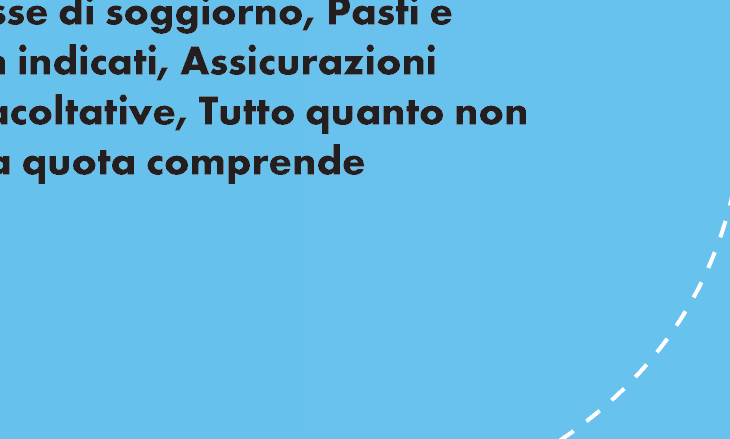 sse di soggiorno, Pasti e
n indicati, Assicurazioni
acoltative, Tutto quanto non
a quota comprende